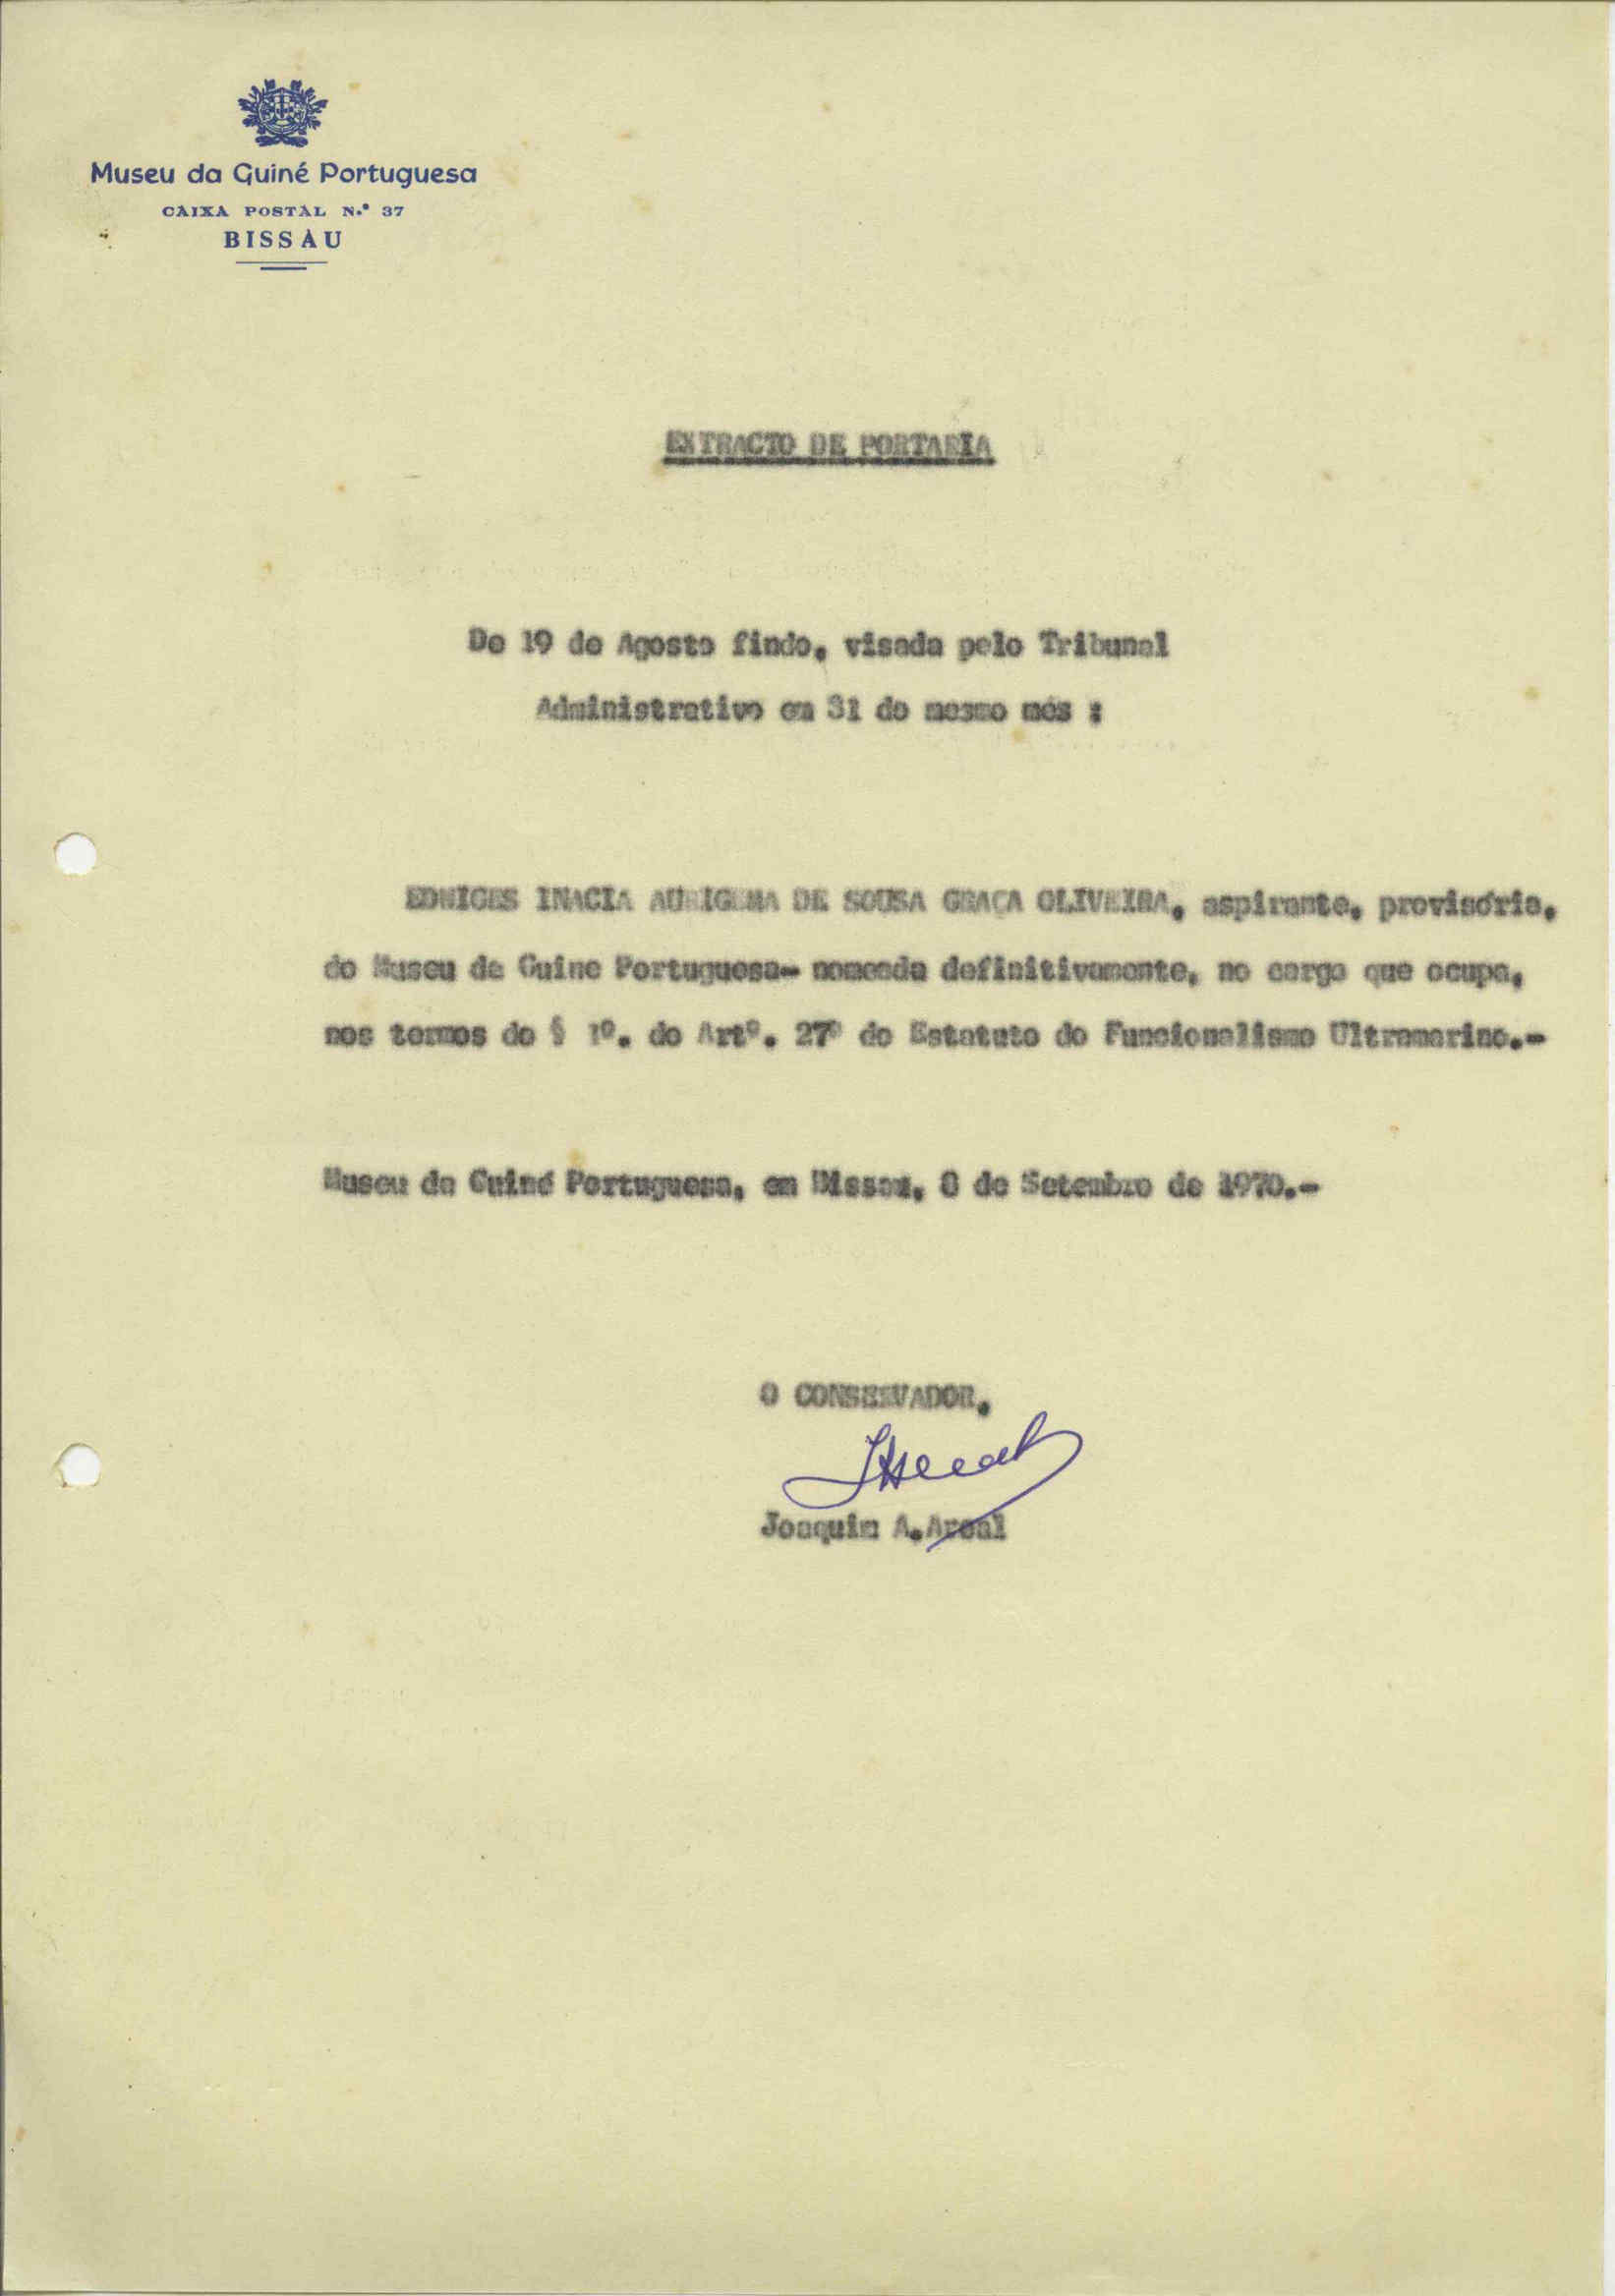 Museu da Guiné Portuguesa
CAIXA POSTAL N.º 37
BISSAU
EXTRACTO DE PORTARIA
De 19 de Agosto findo, visada pelo Tribunal
Administrativo em 31 do mesmo mês :
INACIA DE SOUSA GRAÇA OLIVEIRA, aspirante, provisória,
do Museu da Guine Portuguesa- nomeada definitivamente, no cargo que ocupa,
nos termos do § 1º. do Artº. 27º do Estatuto do Funcionalismo Ultramarino.-
Museu da Guiné Portuguesa, em Bissau, 8 de Setembro de 1970.-
O CONSERVADOR,
Joaquim A.Areal